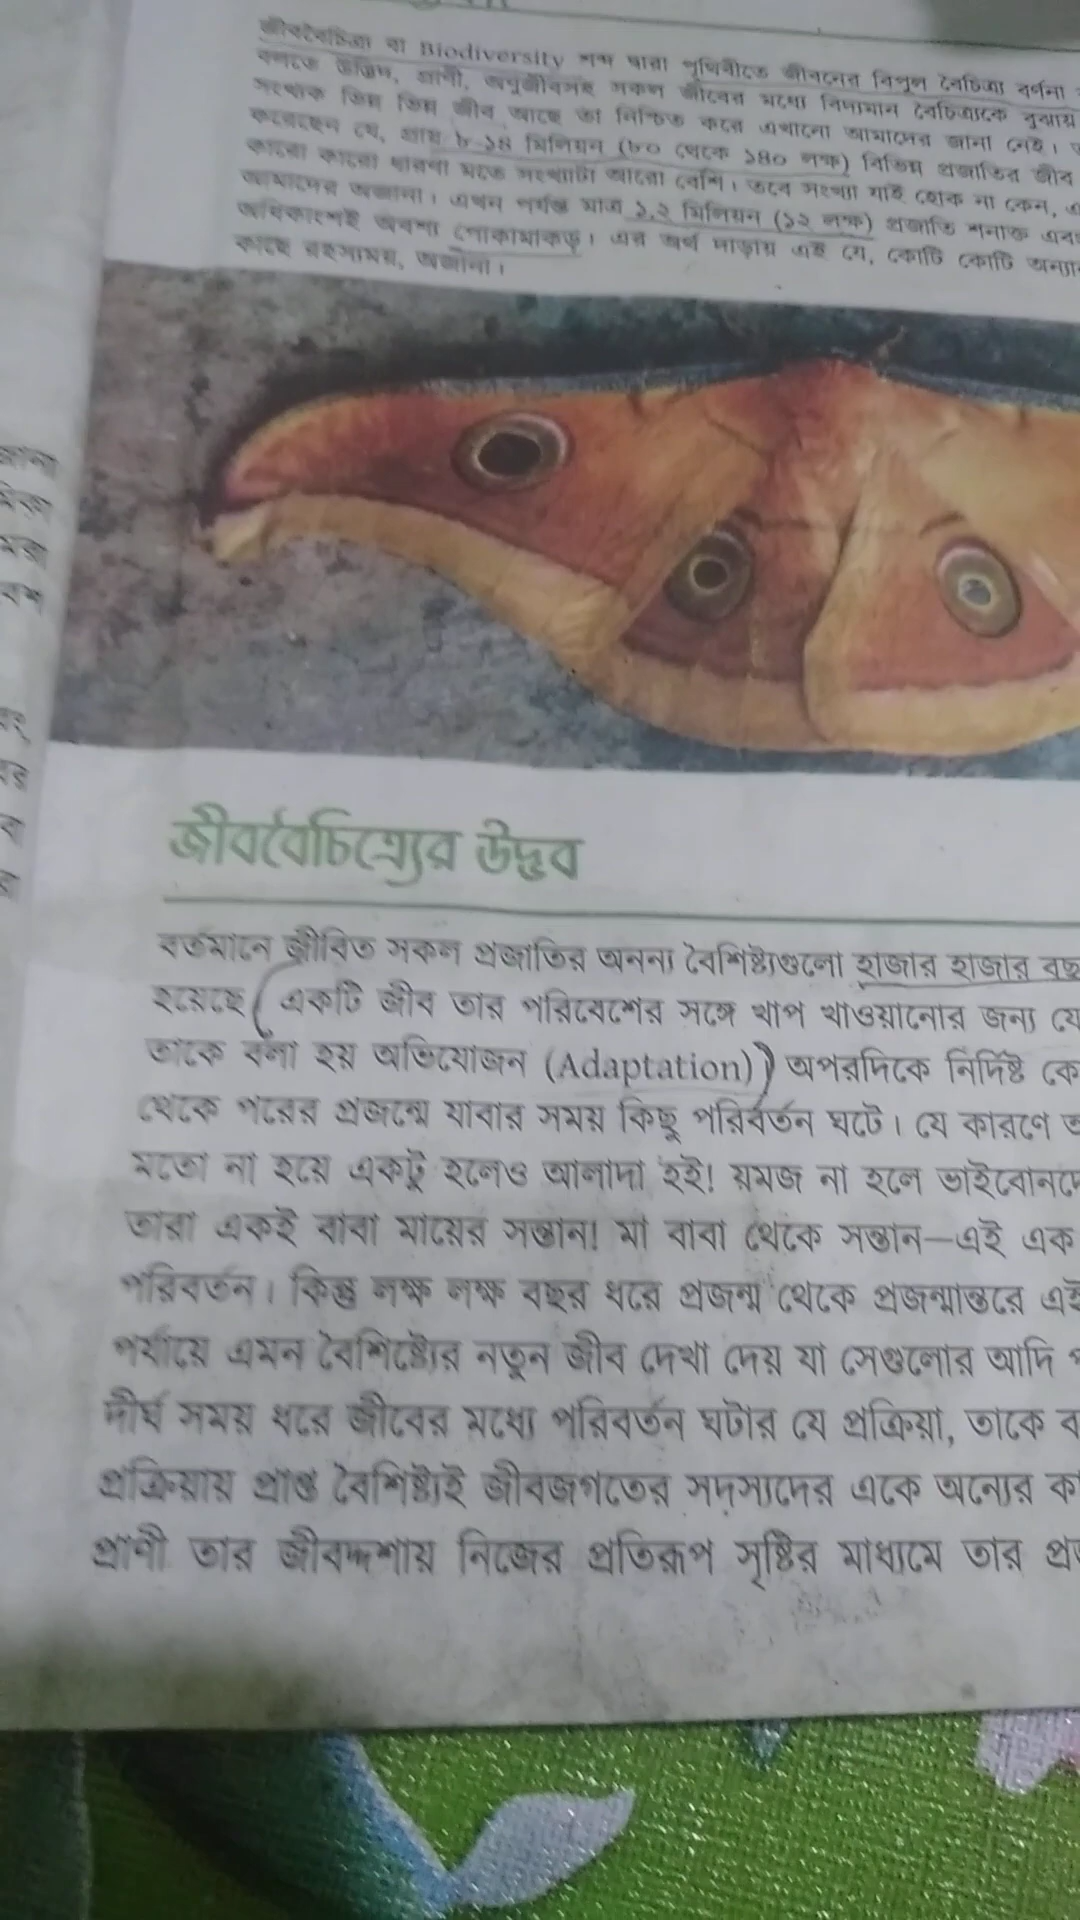 জীববৈচিত্র্য বা Biodiversity শব্দ দ্বারা পৃথিবীতে জীবনের বিপুল বৈচিত্র্য বর্ণনা
বলতে উদ্ভিদ, প্রাণী, অণুজীবসহ সকল জীবের মধ্যে বিদ্যমান বৈচিত্র্যকে বুঝায়
সংখ্যক ভিন্ন ভিন্ন জীব আছে তা নিশ্চিত করে এখনো আমাদের জানা নেই।
করেছেন যে, প্রায় ৮-১৪ মিলিয়ন (৮০ থেকে ১৪০ লক্ষ) বিভিন্ন প্রজাতির জীব
কারো কারো ধারণা মতে সংখ্যাটা আরো বেশি। তবে সংখ্যা যাই হোক না কেন,
আমাদের অজানা। এখন পর্যন্ত মাত্র ১.২ মিলিয়ন (১২ লক্ষ) প্রজাতি শনাক্ত এবং
অধিকাংশই অবশ্য পোকামাকড়। এর অর্থ দাঁড়ায় এই যে, কোটি কোটি অন্যান্
কাছে রহস্যময়, অজানা।
জীববৈচিত্র্যের উদ্ভব
বর্তমানে জীবিত সকল প্রজাতির অনন্য বৈশিষ্ট্যগুলো হাজার হাজার বছ
হয়েছে। একটি জীব তার পরিবেশের সঙ্গে খাপ খাওয়ানোর জন্য যে
তাকে বলা হয় অভিযোজন (Adaptation)। অপরদিকে নির্দিষ্ট কো
থেকে পরের প্রজন্মে যাবার সময় কিছু পরিবর্তন ঘটে। যে কারণে ত
মতো না হয়ে একটু হলেও আলাদা হই! যমজ না হলে ভাইবোনদে
তারা একই বাবা মায়ের সন্তান! মা বাবা থেকে সন্তান—এই এক
পরিবর্তন। কিন্তু লক্ষ লক্ষ বছর ধরে প্রজন্ম থেকে প্রজন্মান্তরে এই
পর্যায়ে এমন বৈশিষ্ট্যের নতুন জীব দেখা দেয় যা সেগুলোর আদি
দীর্ঘ সময় ধরে জীবের মধ্যে পরিবর্তন ঘটার যে প্রক্রিয়া, তাকে ব
প্রক্রিয়ায় প্রাপ্ত বৈশিষ্ট্যই জীবজগতের সদস্যদের একে অন্যের ক
প্রাণী তার জীবদ্দশায় নিজের প্রতিরূপ সৃষ্টির মাধ্যমে তার প্র